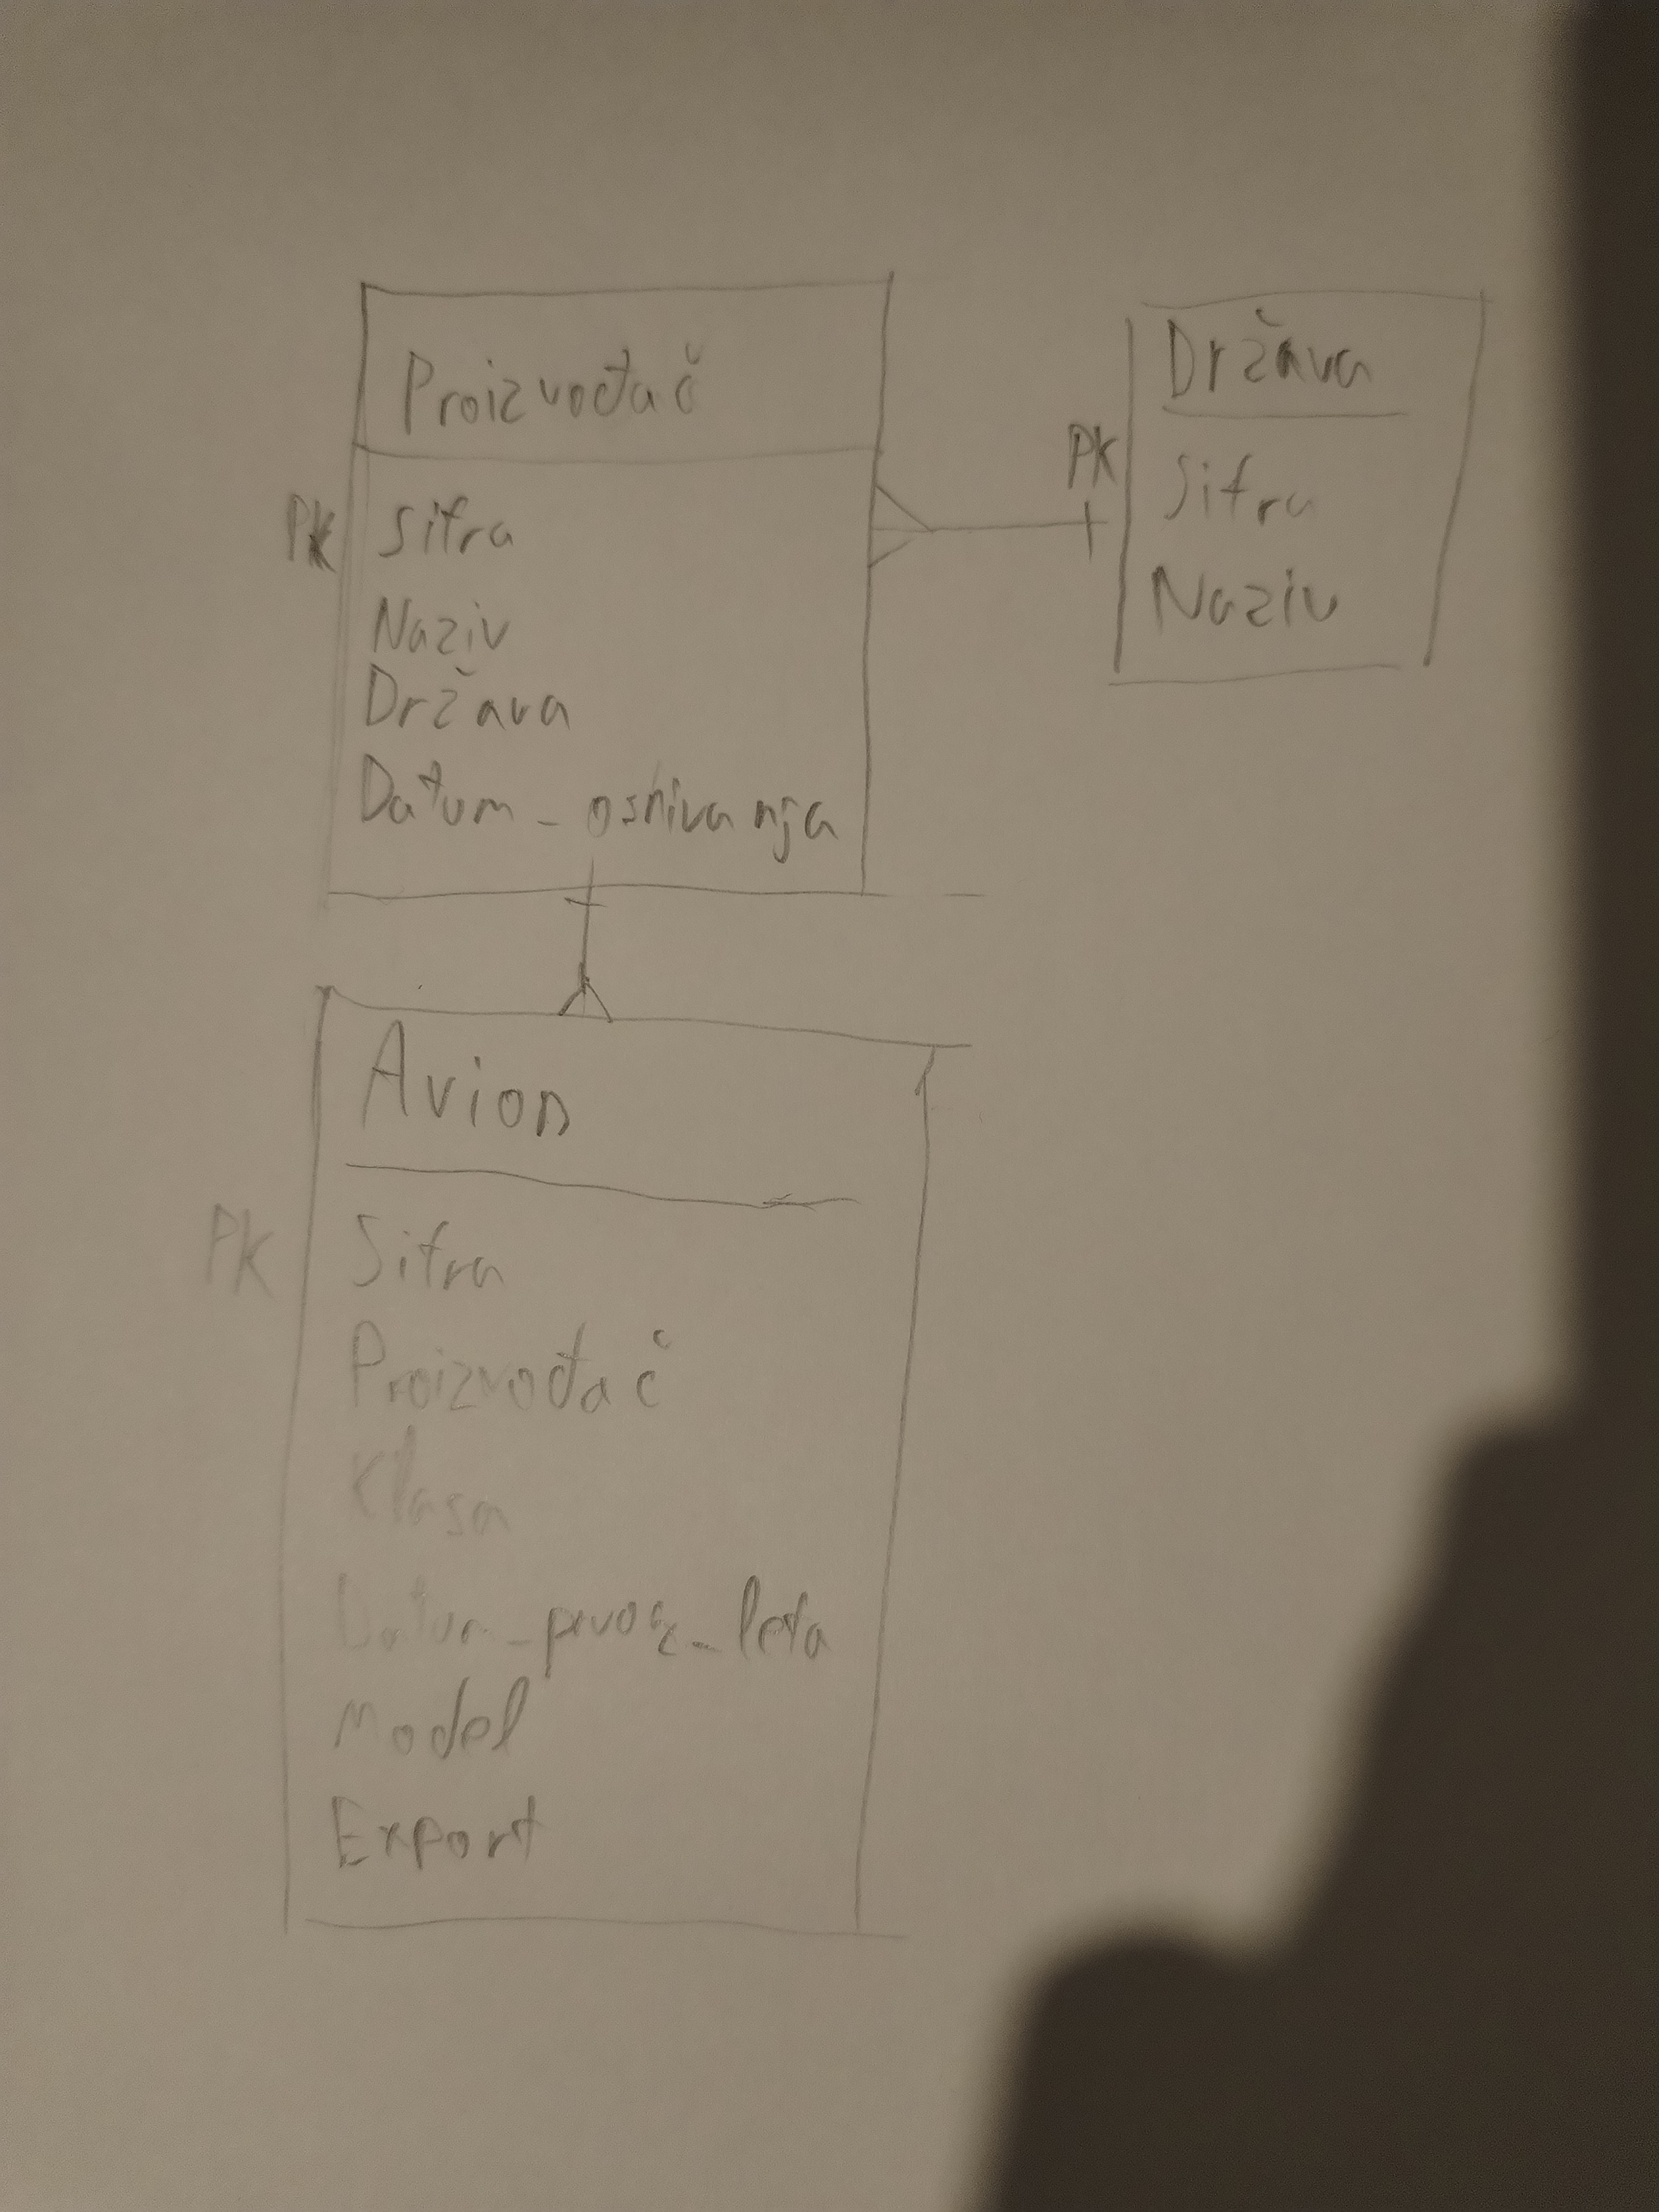 Proizvođač
PK Sifra
Naziv
Država
Datum_osnivanja
Država
PK Sifra
Naziv
Avion
PK Sifra
Proizvođač
Klasa
Datum_prvog_leta
Model
Export